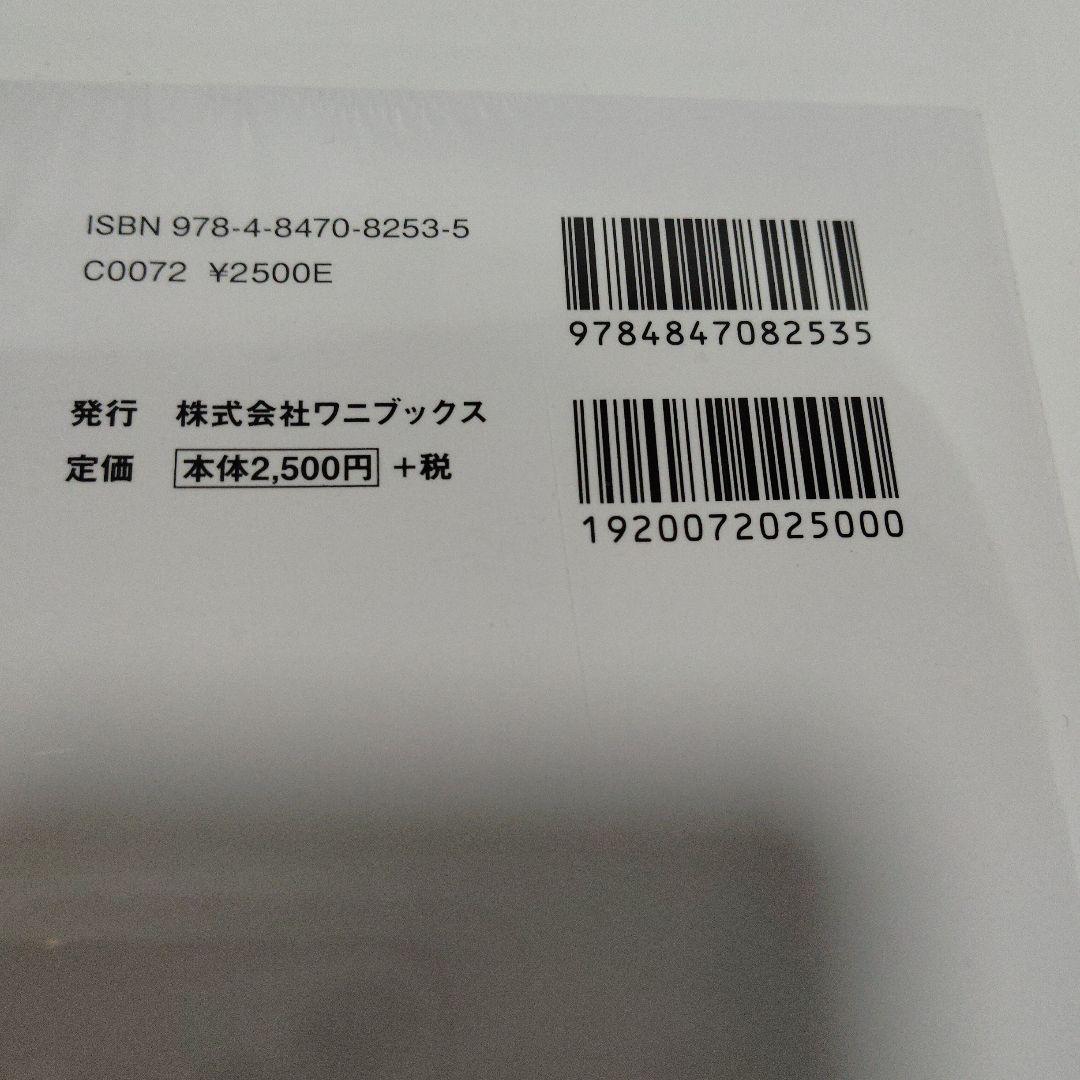 ISBN 978-4-8470-8253-5
C0072 ¥2500E
発行 株式会社ワニブックス
定価 本体2,500円 +税
9784847082535
1920072025000